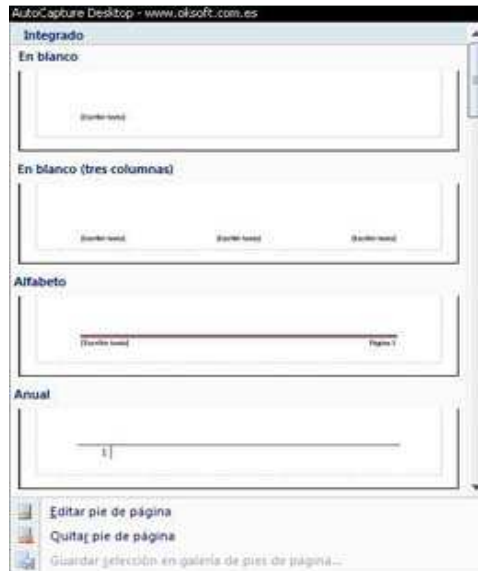 AutoCapture Desktop - www.oksoft.com.es
Integrado
En blanco
[Escribir texto]
En blanco (tres columnas)
[Escribir texto] [Escribir texto] [Escribir texto]
Alfabeto
[Escribir texto] Página 1
Anual
1
Editar pie de página
Quitar pie de página
Guardar selección en galería de pies de página...